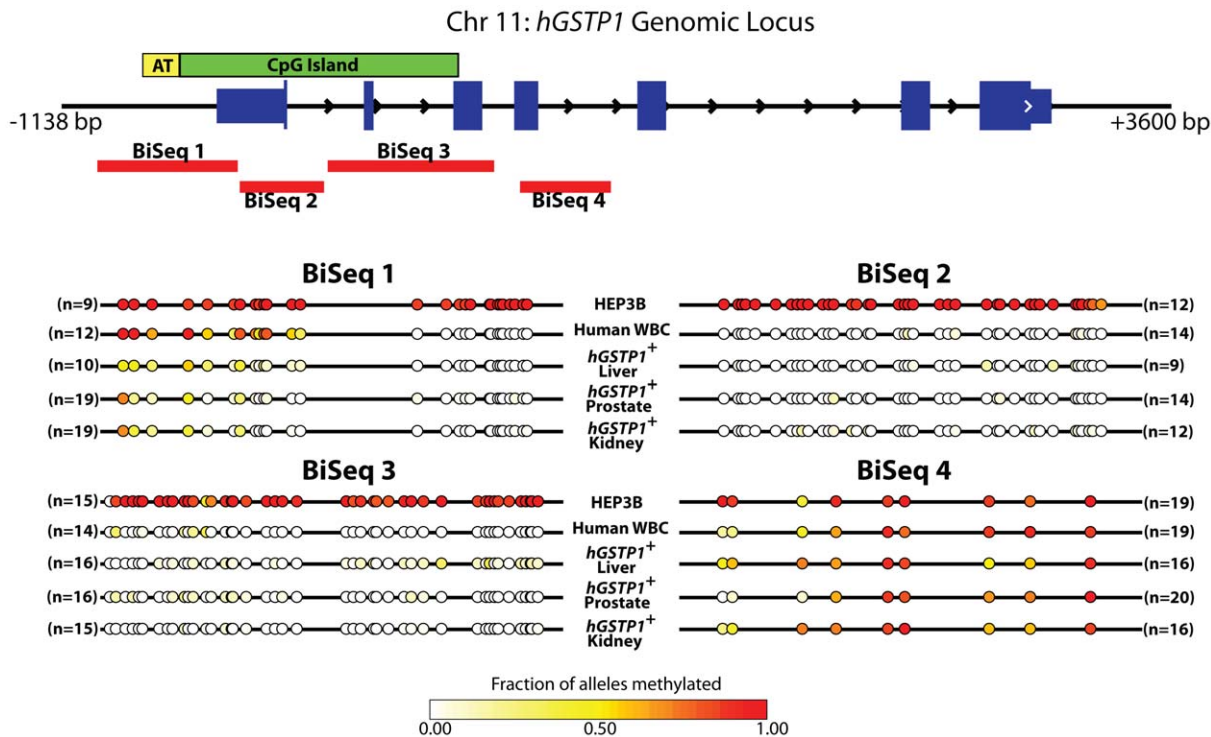 Chr 11: hGSTP1 Genomic Locus
AT CpG Island
-1138 bp +3600 bp
BiSeq 1 BiSeq 3
BiSeq 2 BiSeq 4
BiSeq 1 BiSeq 2
(n=9) HEP3B (n=12)
(n=12) Human WBC (n=14)
(n=10) hGSTP1+ Liver (n=9)
(n=19) hGSTP1+ Prostate (n=14)
(n=19) hGSTP1+ Kidney (n=12)
BiSeq 3 BiSeq 4
(n=15) HEP3B (n=19)
(n=14) Human WBC (n=19)
(n=16) hGSTP1+ Liver (n=16)
(n=16) hGSTP1+ Prostate (n=20)
(n=15) hGSTP1+ Kidney (n=16)
Fraction of alleles methylated
0.00 0.50 1.00